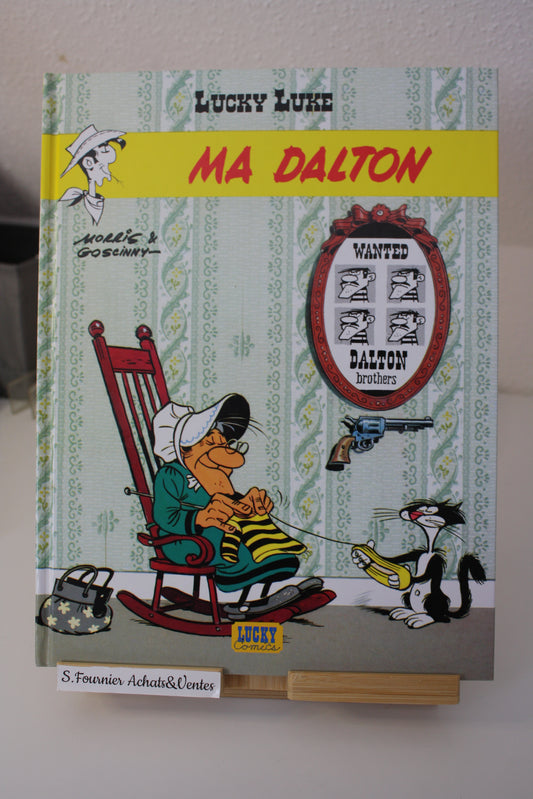 LUCKY LUKE
MA DALTON
MORRIS &
GOSCINNY
WANTED
DALTON
brothers
LUCKY
Comics
S.Fournier Achats&Ventes